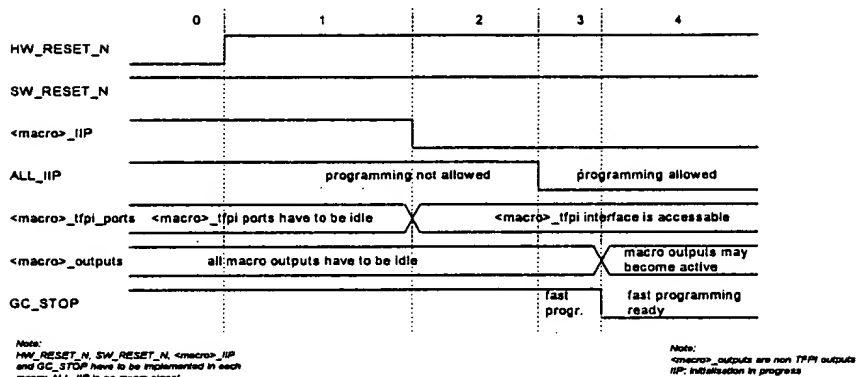 0 1 2 3 4
HW_RESET_N
SW_RESET_N
<macro>_IIP
ALL_IIP programming not allowed programming allowed
<macro>_tfpi_ports <macro>_tfpi ports have to be idle <macro>_tfpi interface is accessable
<macro>_outputs all macro outputs have to be idle macro outputs may
become active
GC_STOP fast
progr. fast programming
ready
Note:
HW_RESET_N, SW_RESET_N, <macro>_IIP
and GC_STOP have to be implemented in each
ALL_IIP is
Note:
<macro>_outputs are non TFPI outputs
IIP: initialisation in progress